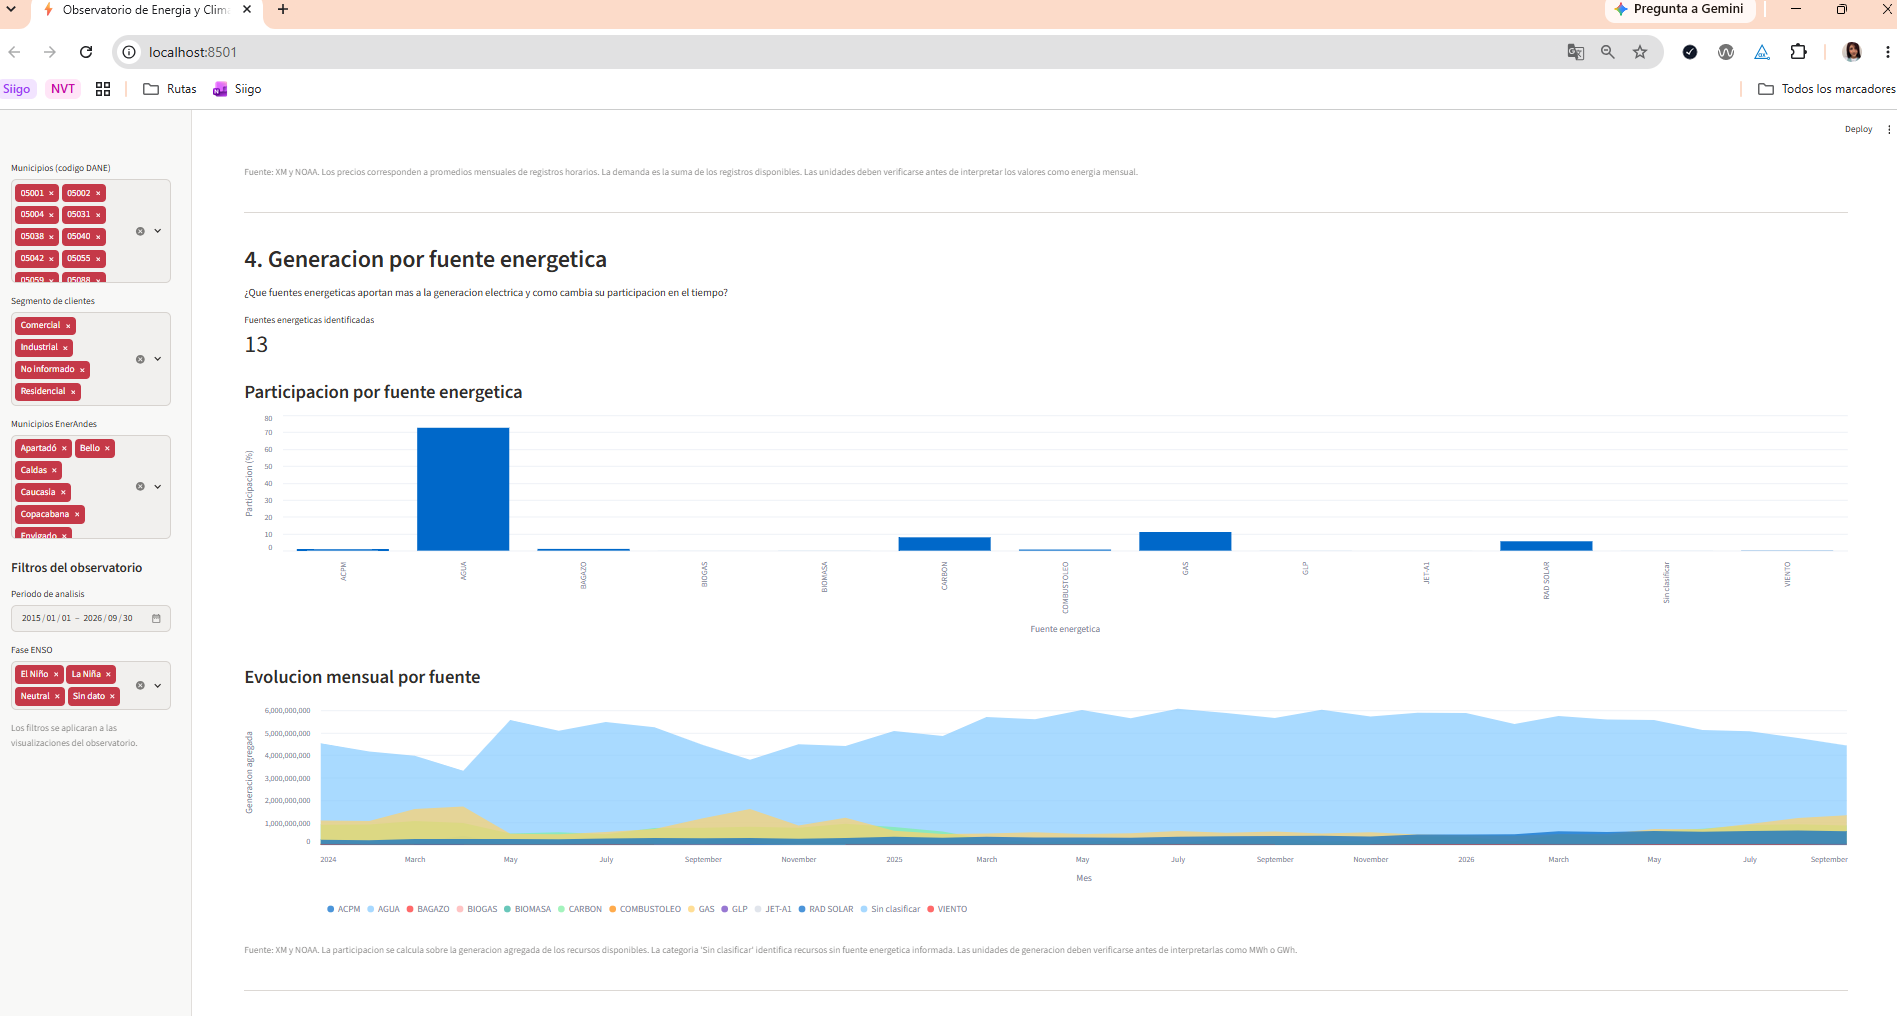 Observatorio de Energia y Clim
Pregunta a Gemini
localhost:8501
Siigo
NVT
Rutas
Siigo
Todos los marcadores
Deploy
Municipios (codigo DANE)
05001 05002
05004 05031
05038 05040
05042 05055
05059 05088
Segmento de clientes
Comercial
Industrial
No informado
Residencial
Municipios EnerAndes
Apartadó Bello
Caldas
Caucasia
Copacabana
Envigado
Filtros del observatorio
Periodo de analisis
2015/01/01 – 2026/09/30
Fase ENSO
El Niño La Niña
Neutral Sin dato
Los filtros se aplicaran a las
visualizaciones del observatorio.
Fuente: XM y NOAA. Los precios corresponden a promedios mensuales de registros horarios. La demanda es la suma de los registros disponibles. Las unidades deben verificarse antes de interpretar los valores como energia mensual.
4. Generacion por fuente energetica
¿Que fuentes energeticas aportan mas a la generacion electrica y como cambia su participacion en el tiempo?
Fuentes energeticas identificadas
13
Participacion por fuente energetica
Participacion (%)
80
70
60
50
40
30
20
10
0
ACPM
AGUA
BAGAZO
BIOGAS
BIOMASA
CARBON
COMBUSTOLEO
GAS
GLP
JET-A1
RAD SOLAR
Sin clasificar
VIENTO
Fuente energetica
Evolucion mensual por fuente
Generacion agregada
6,000,000,000
5,000,000,000
4,000,000,000
3,000,000,000
2,000,000,000
1,000,000,000
0
2024 March May July September November 2025 March May July September November 2026 March May July September
Mes
ACPM AGUA BAGAZO BIOGAS BIOMASA CARBON COMBUSTOLEO GAS GLP JET-A1 RAD SOLAR Sin clasificar VIENTO
Fuente: XM y NOAA. La participacion se calcula sobre la generacion agregada de los recursos disponibles. La categoria 'Sin clasificar' identifica recursos sin fuente energetica informada. Las unidades de generacion deben verificarse antes de interpretarlas como MWh o GWh.